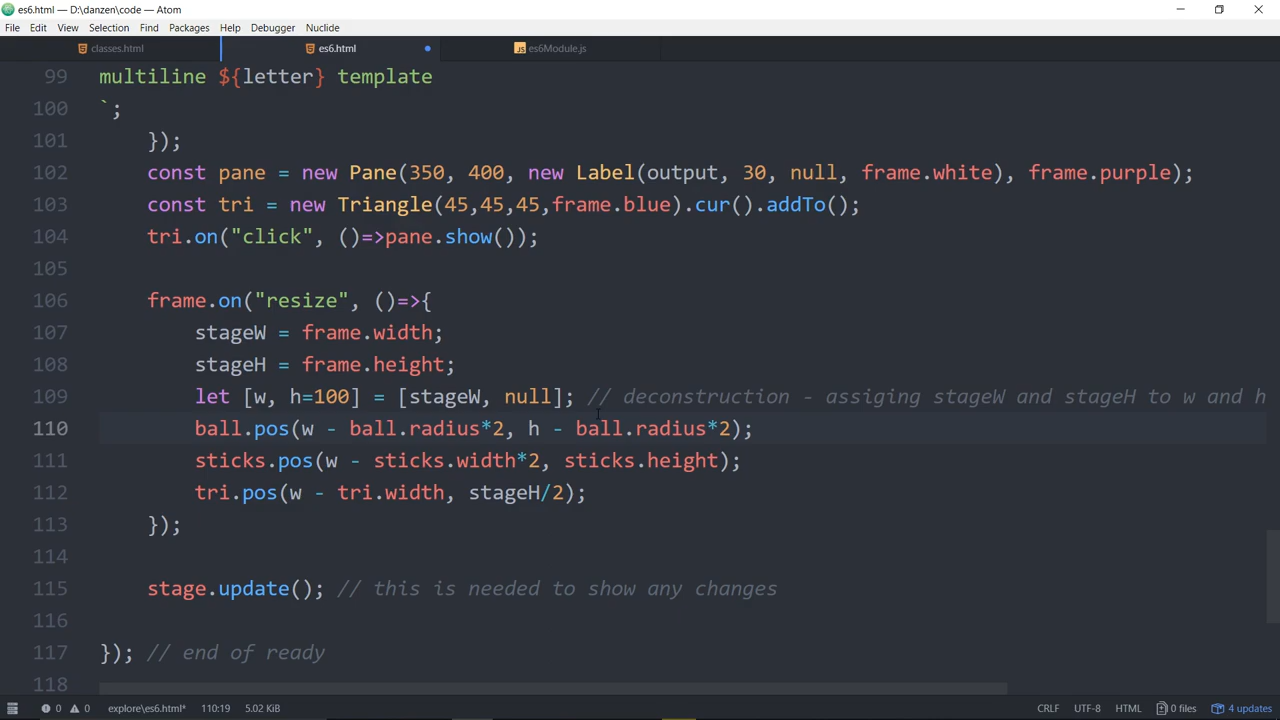 es6.html — D:\danzen\code — Atom
File Edit View Selection Find Packages Help Debugger Nuclide
classes.html es6.html es6Module.js
99 multiline ${letter} template
100 `;
101 });
102 const pane = new Pane(350, 400, new Label(output, 30, null, frame.white), frame.purple);
103 const tri = new Triangle(45,45,45,frame.blue).cur().addTo();
104 tri.on("click", ()=>pane.show());
105
106 frame.on("resize", ()=>{
107 stageW = frame.width;
108 stageH = frame.height;
109 let [w, h=100] = [stageW, null]; // deconstruction - assiging stageW and stageH to w and h
110 ball.pos(w - ball.radius*2, h - ball.radius*2);
111 sticks.pos(w - sticks.width*2, sticks.height);
112 tri.pos(w - tri.width, stageH/2);
113 });
114
115 stage.update(); // this is needed to show any changes
116
117 }); // end of ready
118
0 0 explore\es6.html* 110:19 5.02 KiB CRLF UTF-8 HTML 0 files 4 updates